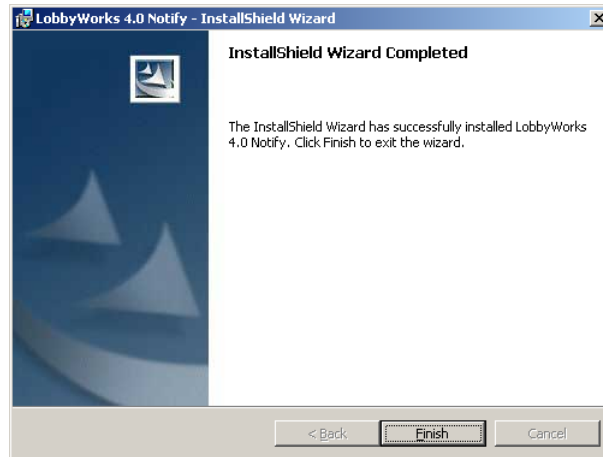 LobbyWorks 4.0 Notify - InstallShield Wizard
InstallShield Wizard Completed
The InstallShield Wizard has successfully installed LobbyWorks
4.0 Notify. Click Finish to exit the wizard.
< Back Finish Cancel